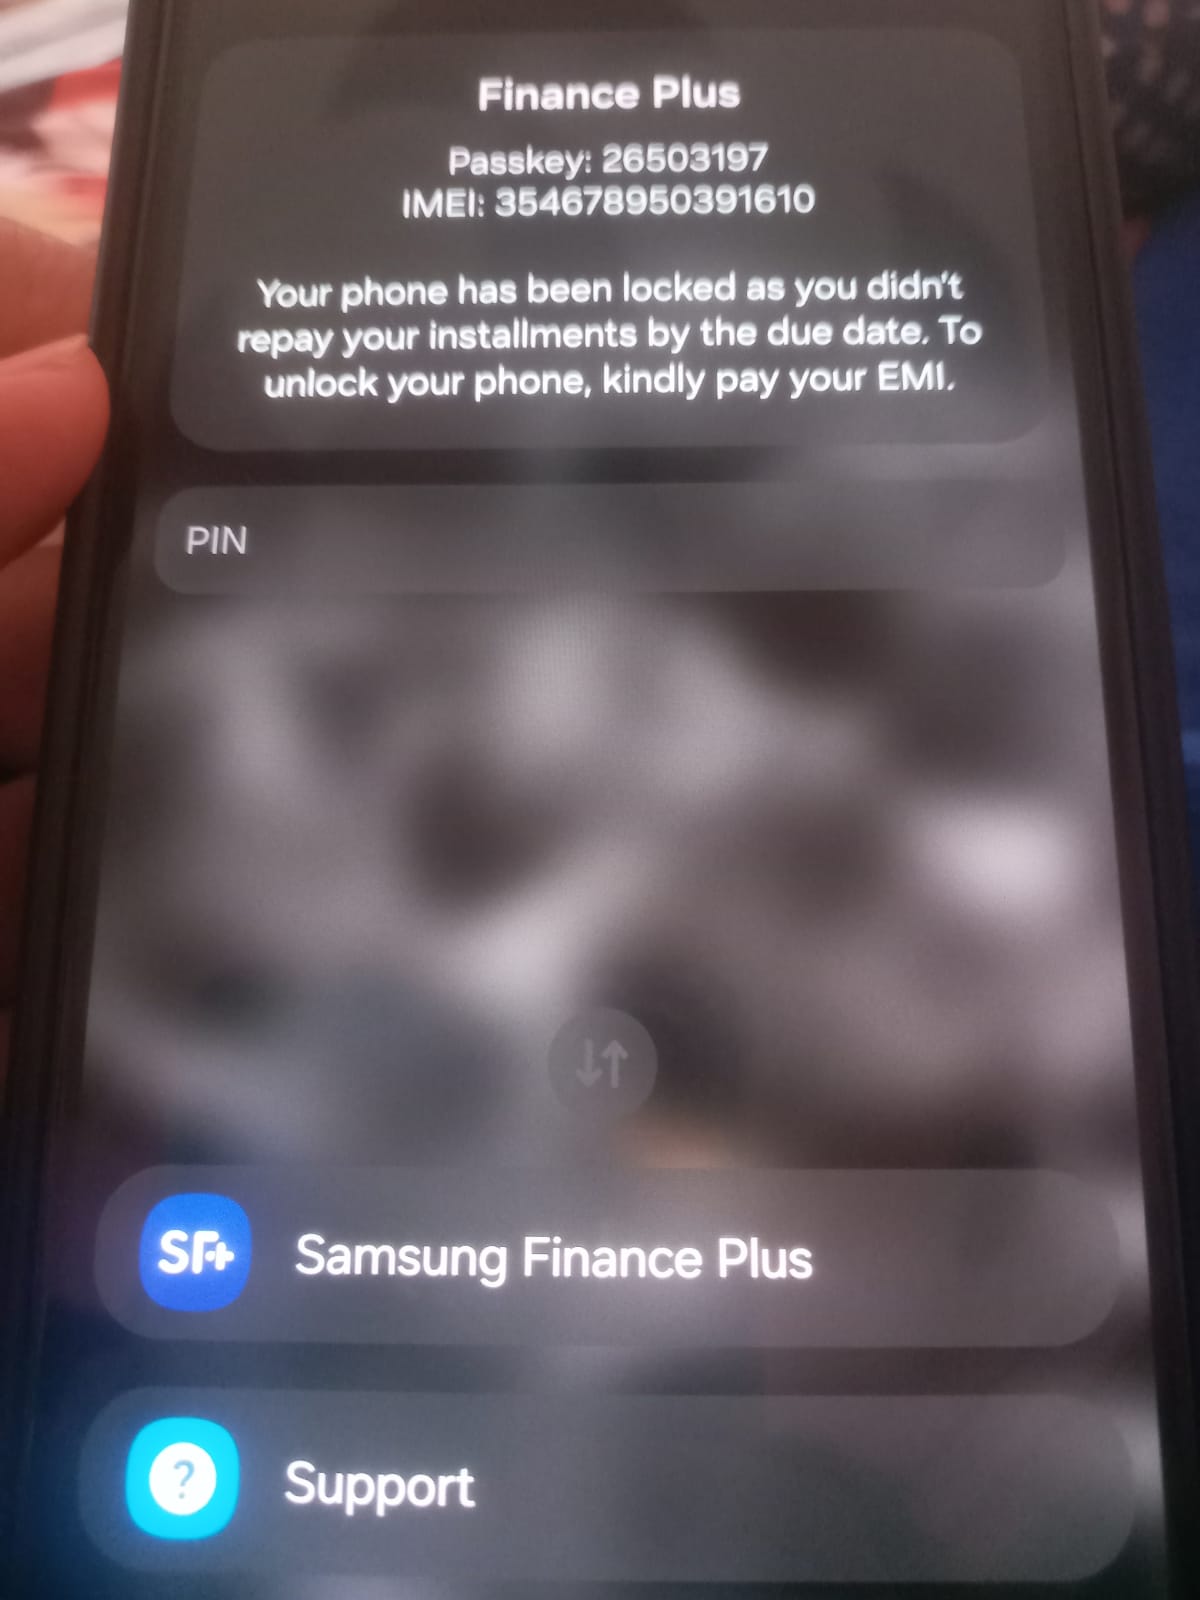 Finance Plus
Passkey: 26503197
IMEI: 354678950391610
Your phone has been locked as you didn't
repay your installments by the due date. To
unlock your phone, kindly pay your EMI.
PIN
SF+
Samsung Finance Plus
?
Support